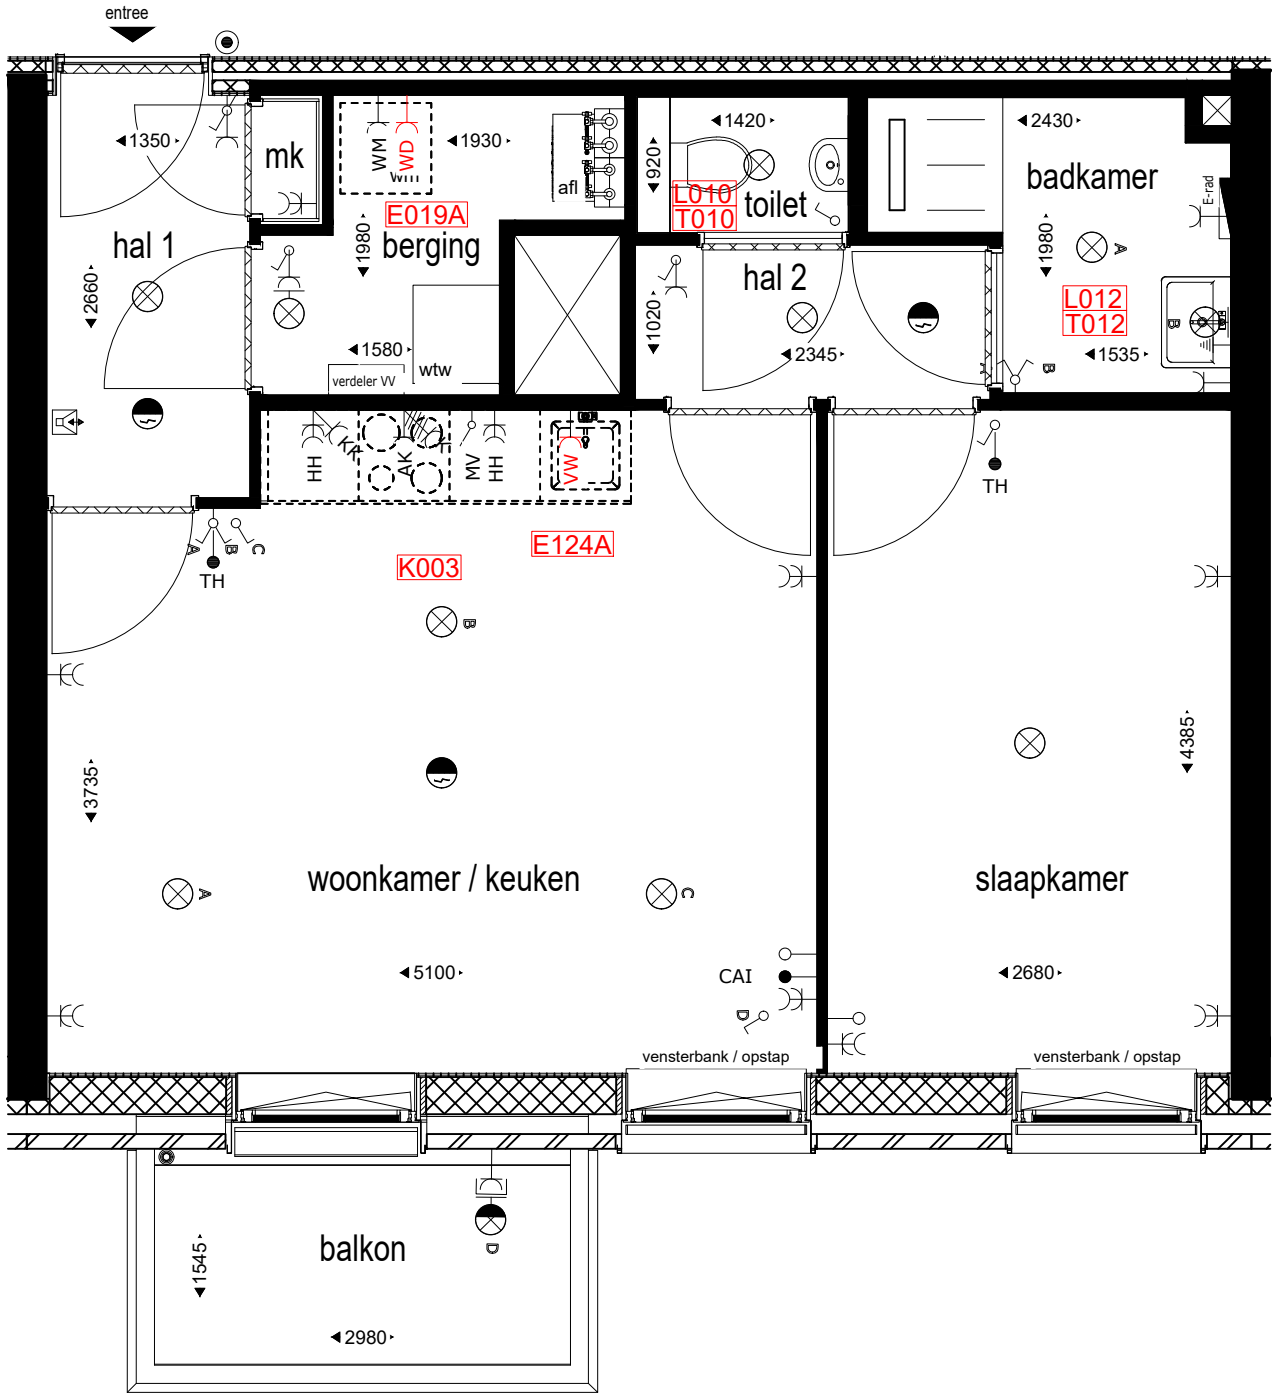 entree
1350
mk
WM
WD
wm
1930
afl
1420
920
toilet
L010
T010
2430
badkamer
E-rad
hal 1
2660
E019A
berging
1980
1580
wtw
verdeler VV
hal 2
1020
2345
1980
A
L012
T012
B
1535
A
B
HH
KK
AK
MV
HH
VW
TH
A
B
C
TH
E124A
K003
B
3735
4385
woonkamer / keuken
slaapkamer
A
C
5100
2680
CAI
D
vensterbank / opstap
vensterbank / opstap
balkon
1545
D
2980